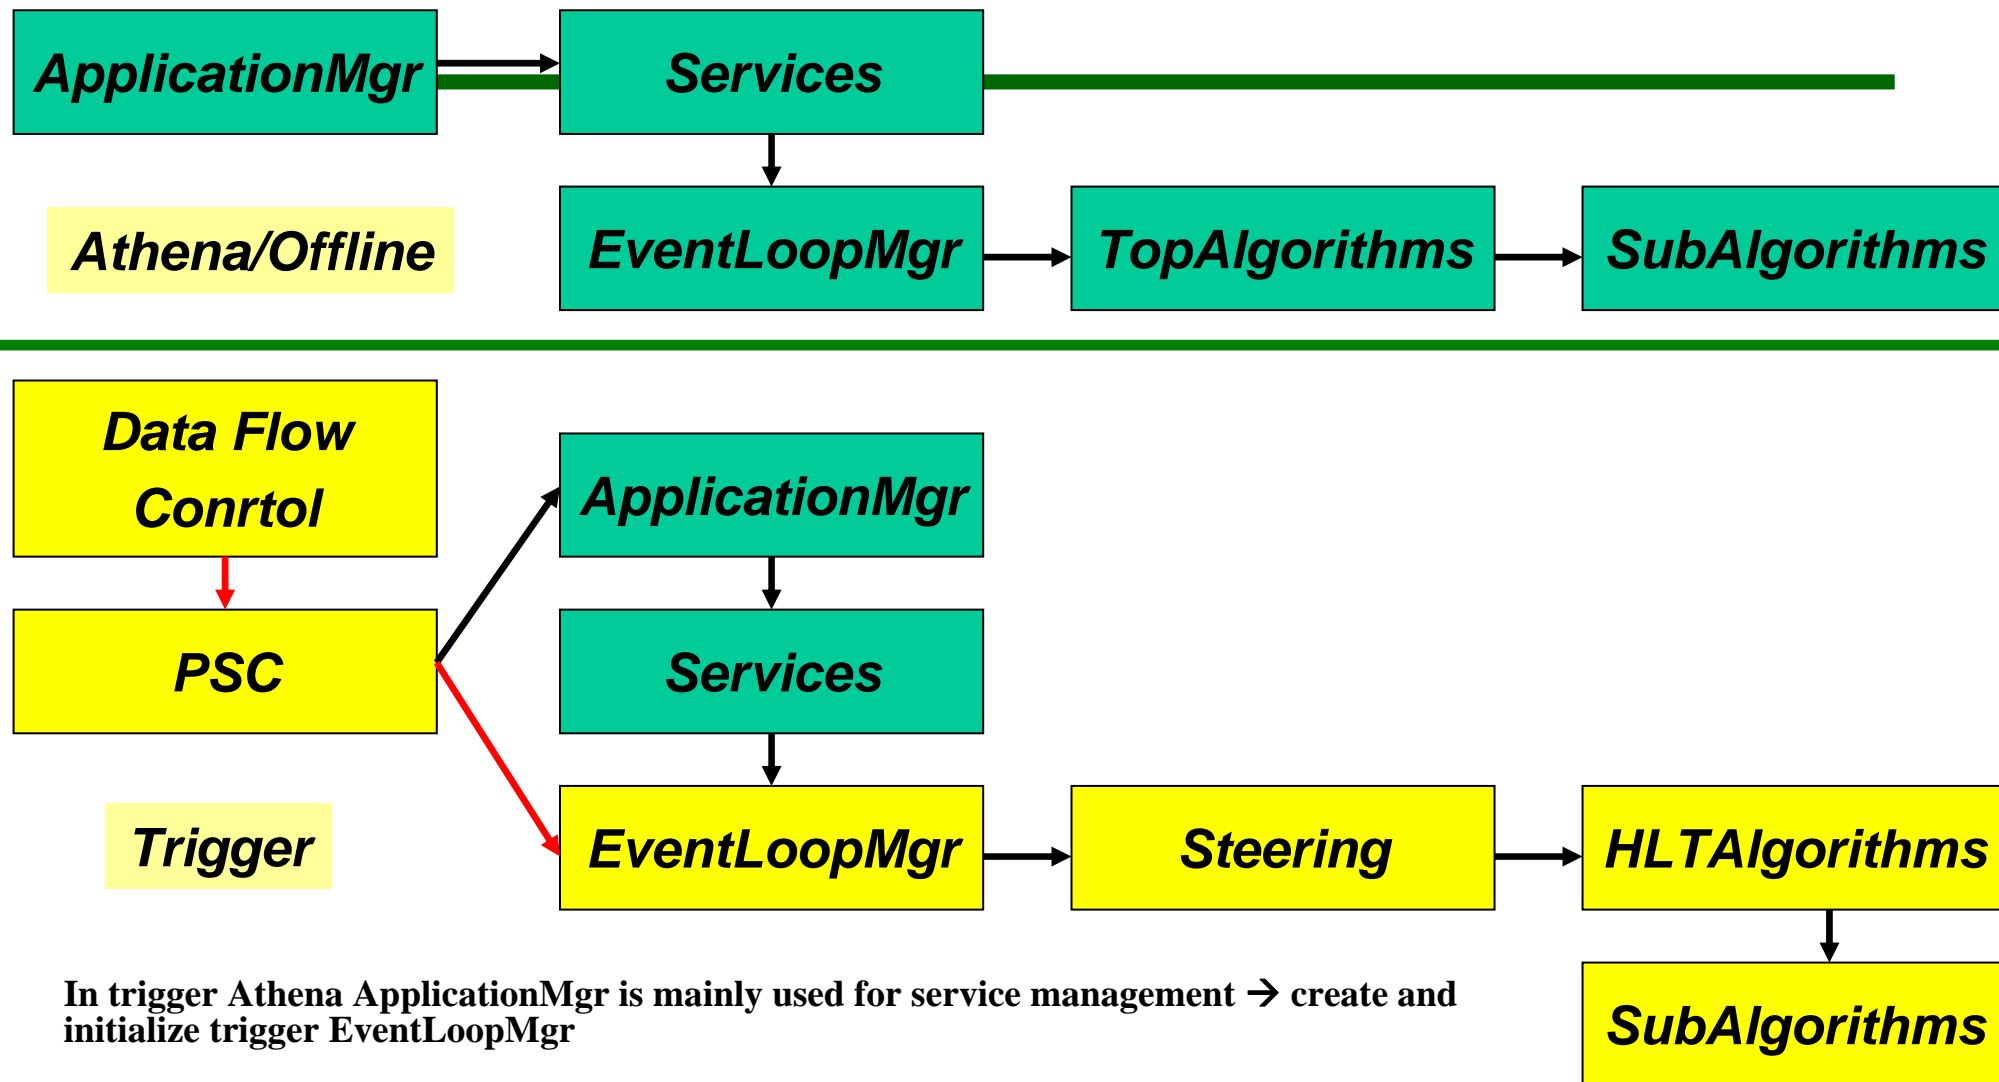 ApplicationMgr
Services
Athena/Offline
EventLoopMgr
TopAlgorithms
SubAlgorithms
Data Flow
Conrtol
ApplicationMgr
PSC
Services
Trigger
EventLoopMgr
Steering
HLTAlgorithms
In trigger Athena ApplicationMgr is mainly used for service management → create and
initialize trigger EventLoopMgr
SubAlgorithms